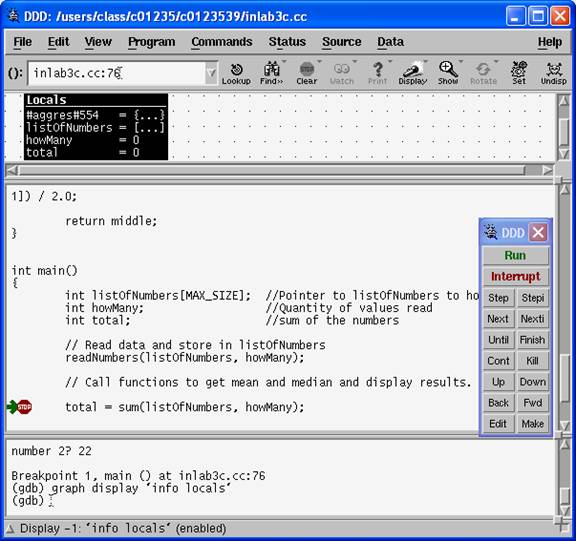 DDD: /users/class/c01235/c0123539/inlab3c.cc
File Edit View Program Commands Status Source Data Help
(): inlab3c.cc:76
Lookup Find>> Clear Watch Print Display Show Rotate Set Undisp
Locals
#aggres#554 = {...}
listOfNumbers = [...]
howMany = 0
total = 0
1]) / 2.0;
return middle;
}
int main()
{
int listOfNumbers[MAX_SIZE]; //Pointer to listOfNumbers to ho
int howMany; //Quantity of values read
int total; //sum of the numbers
// Read data and store in listOfNumbers
readNumbers(listOfNumbers, howMany);
// Call functions to get mean and median and display results.
STOP total = sum(listOfNumbers, howMany);
DDD
Run
Interrupt
Step Stepi
Next Nexti
Until Finish
Cont Kill
Up Down
Back Fwd
Edit Make
number 2? 22
Breakpoint 1, main () at inlab3c.cc:76
(gdb) graph display `info locals`
(gdb)
Display -1: `info locals` (enabled)